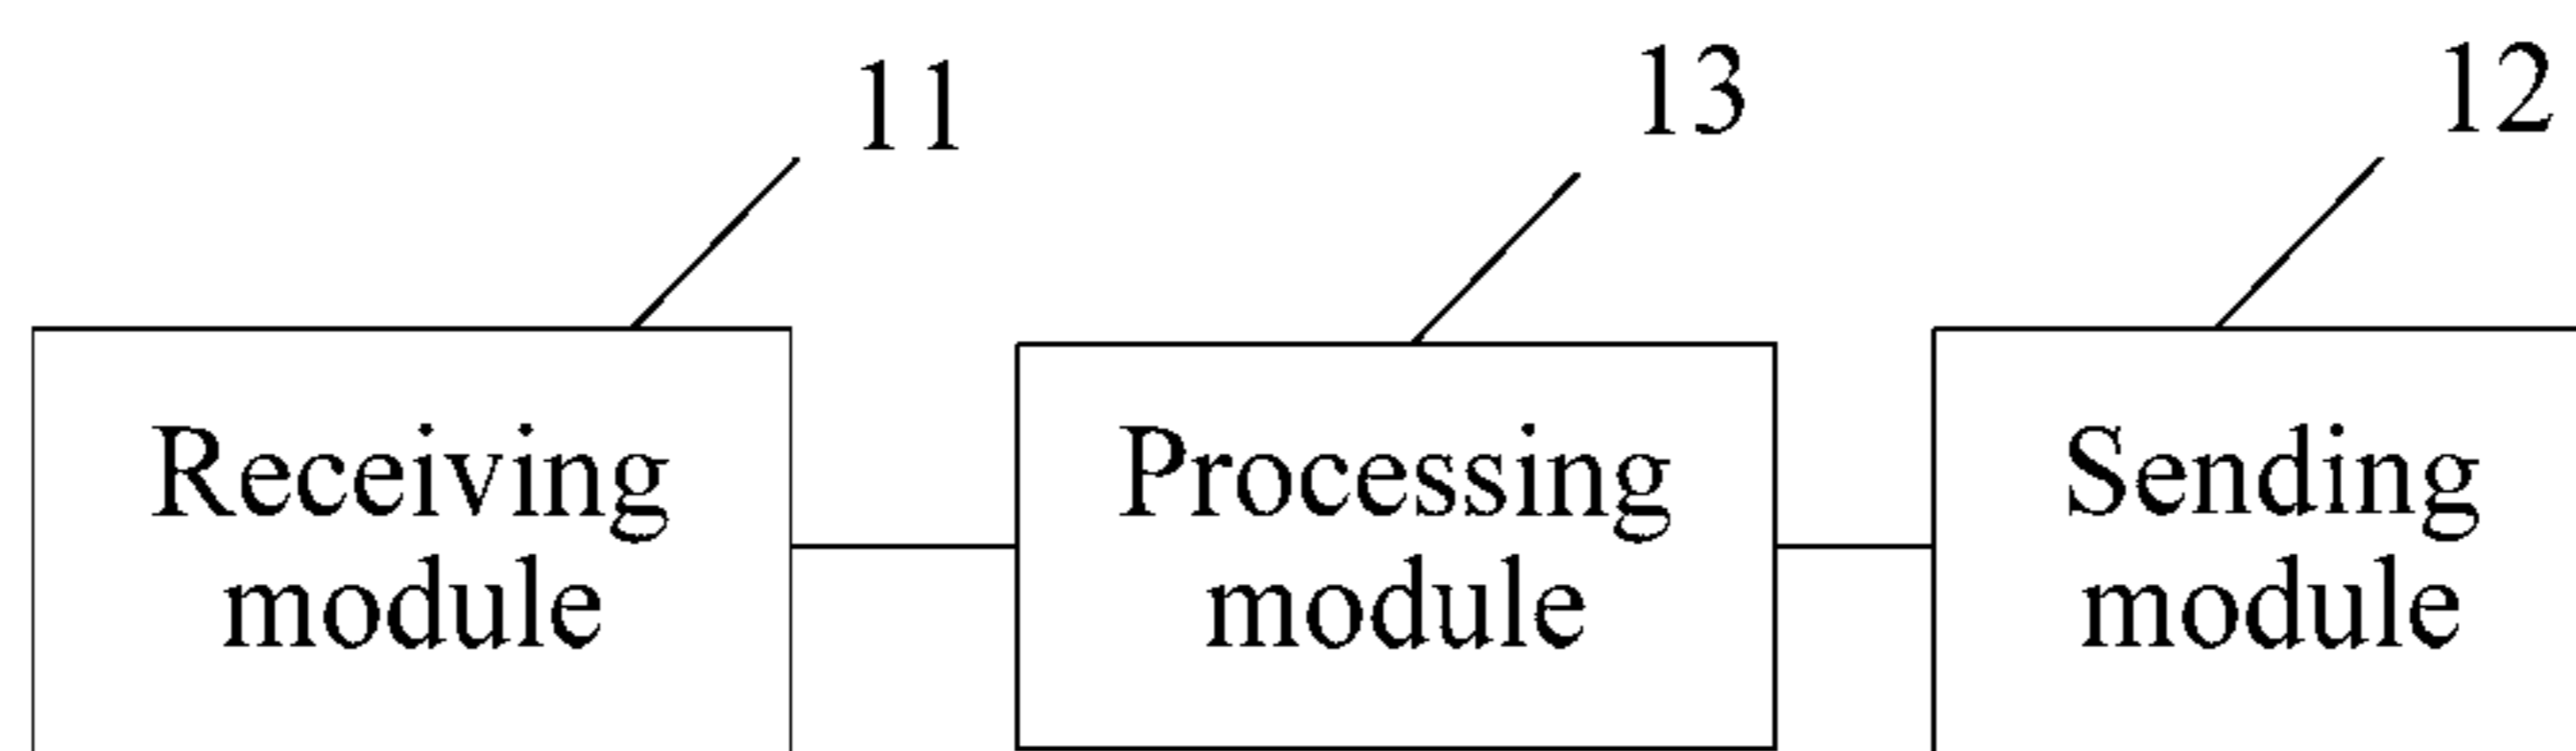 11
13
12
Receiving
module
Processing
module
Sending
module